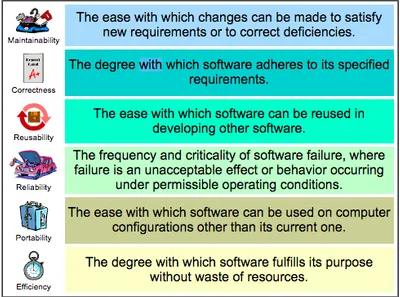 The ease with which changes can be made to satisfy
new requirements or to correct deficiencies.
Maintainability
The degree with which software adheres to its specified
requirements.
Report
Card
A+
Correctness
The ease with which software can be reused in
developing other software.
Reusability
The frequency and criticality of software failure, where
failure is an unacceptable effect or behavior occurring
under permissible operating conditions.
Reliability
The ease with which software can be used on computer
configurations other than its current one.
Portability
The degree with which software fulfills its purpose
without waste of resources.
Efficiency